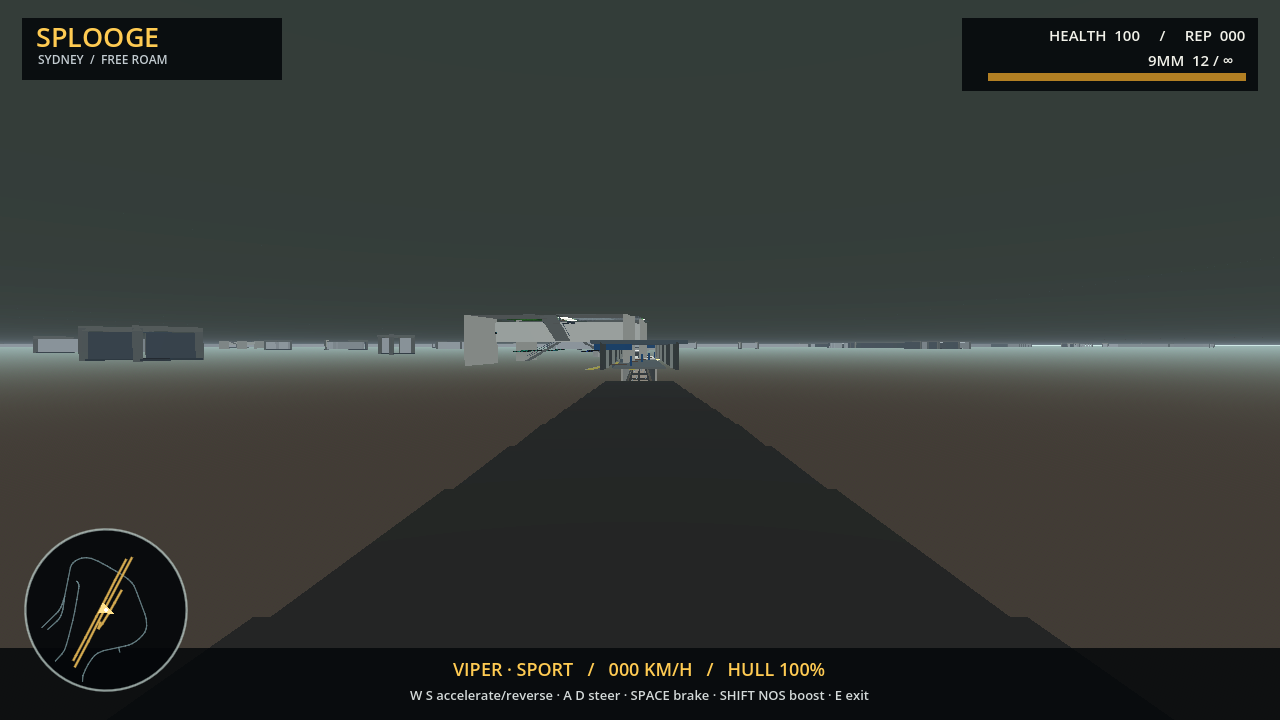 SPLOOGE
SYDNEY / FREE ROAM
HEALTH 100 / REP 000
9MM 12 / ∞
VIPER · SPORT / 000 KM/H / HULL 100%
W S accelerate/reverse · A D steer · SPACE brake · SHIFT NOS boost · E exit